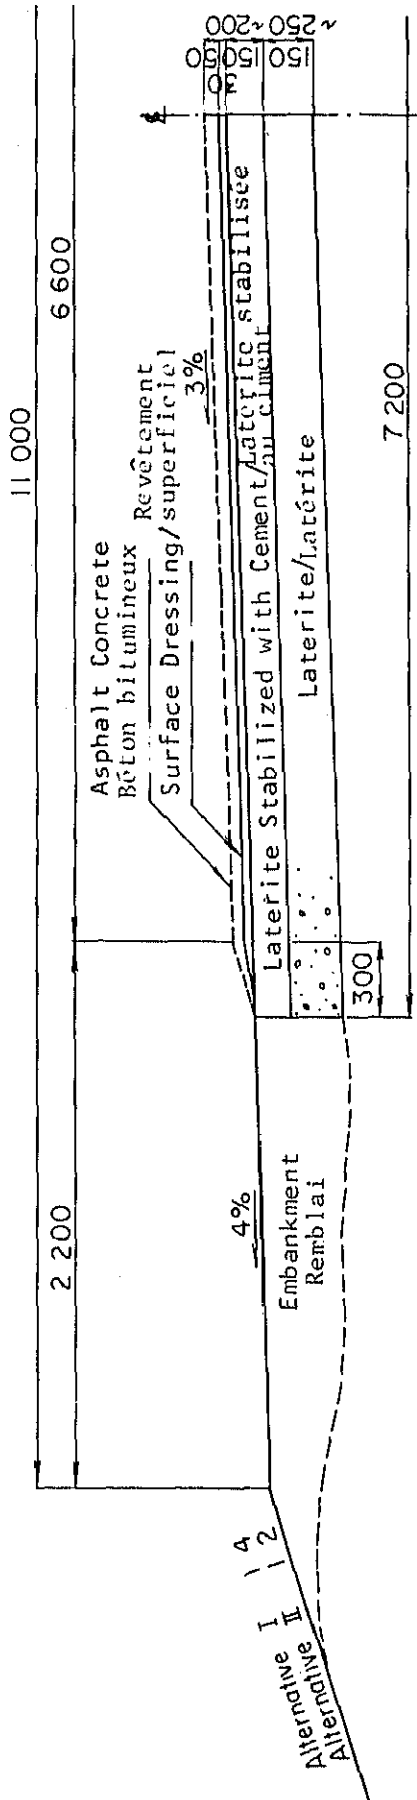 11 000
2 200
6 600
Asphalt Concrete
Béton bitumineux
Revêtement
Surface Dressing/superficiel
3%
4%
30
50
150
~200
150
~250
Laterite Stabilized with Cement/Laterite stabilisée
au ciment
Laterite/Latérite
300
7 200
Embankment
Remblai
Alternative I 1 4
Alternative II 1 2